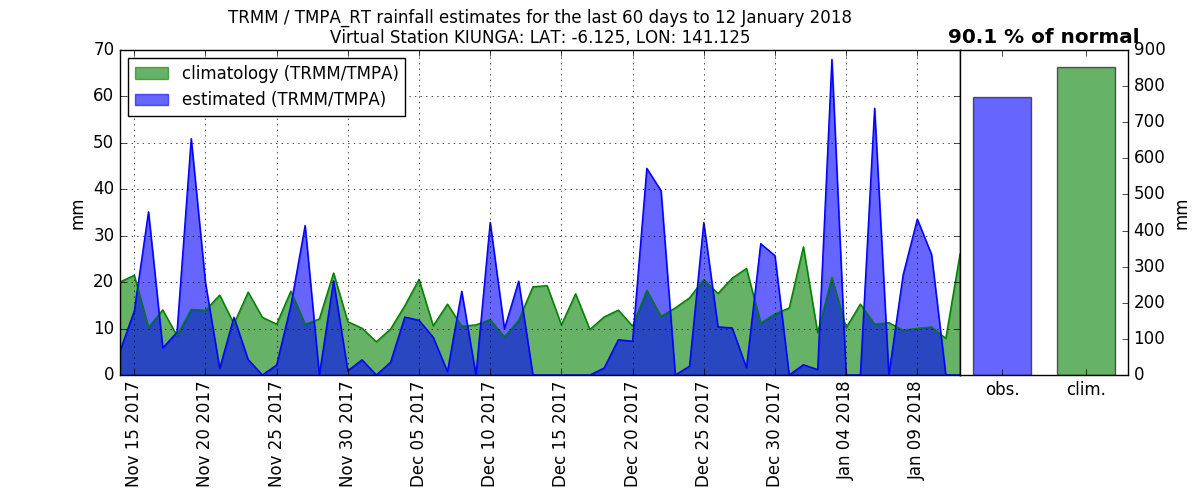 TRMM / TMPA_RT rainfall estimates for the last 60 days to 12 January 2018
Virtual Station KIUNGA: LAT: -6.125, LON: 141.125
90.1 % of normal
climatology (TRMM/TMPA)
estimated (TRMM/TMPA)
70
60
50
40
30
20
10
0
mm
Nov 15 2017
Nov 20 2017
Nov 25 2017
Nov 30 2017
Dec 05 2017
Dec 10 2017
Dec 15 2017
Dec 20 2017
Dec 25 2017
Dec 30 2017
Jan 04 2018
Jan 09 2018
obs.
clim.
900
800
700
600
500
400
300
200
100
0
mm